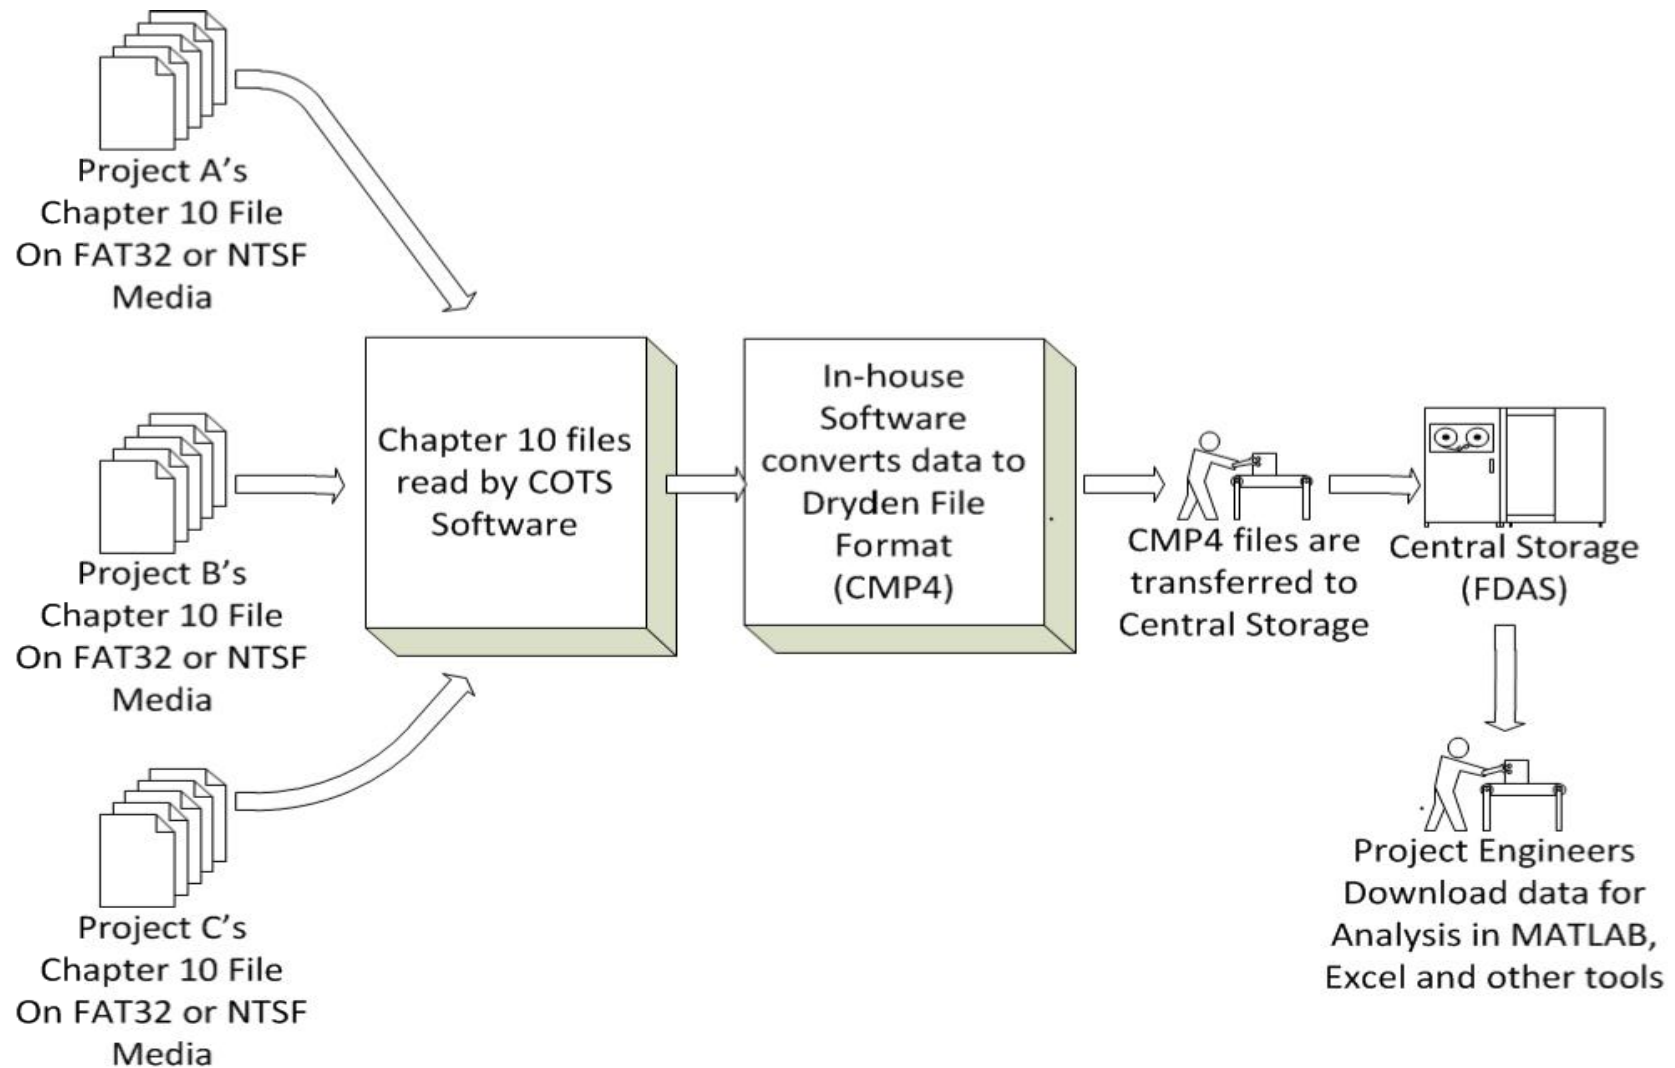 Project A's
Chapter 10 File
On FAT32 or NTSF
Media
Project B's
Chapter 10 File
On FAT32 or NTSF
Media
Project C's
Chapter 10 File
On FAT32 or NTSF
Media
Chapter 10 files
read by COTS
Software
In-house
Software
converts data to
Dryden File
Format
(CMP4)
CMP4 files are
transferred to
Central Storage
Central Storage
(FDAS)
Project Engineers
Download data for
Analysis in MATLAB,
Excel and other tools